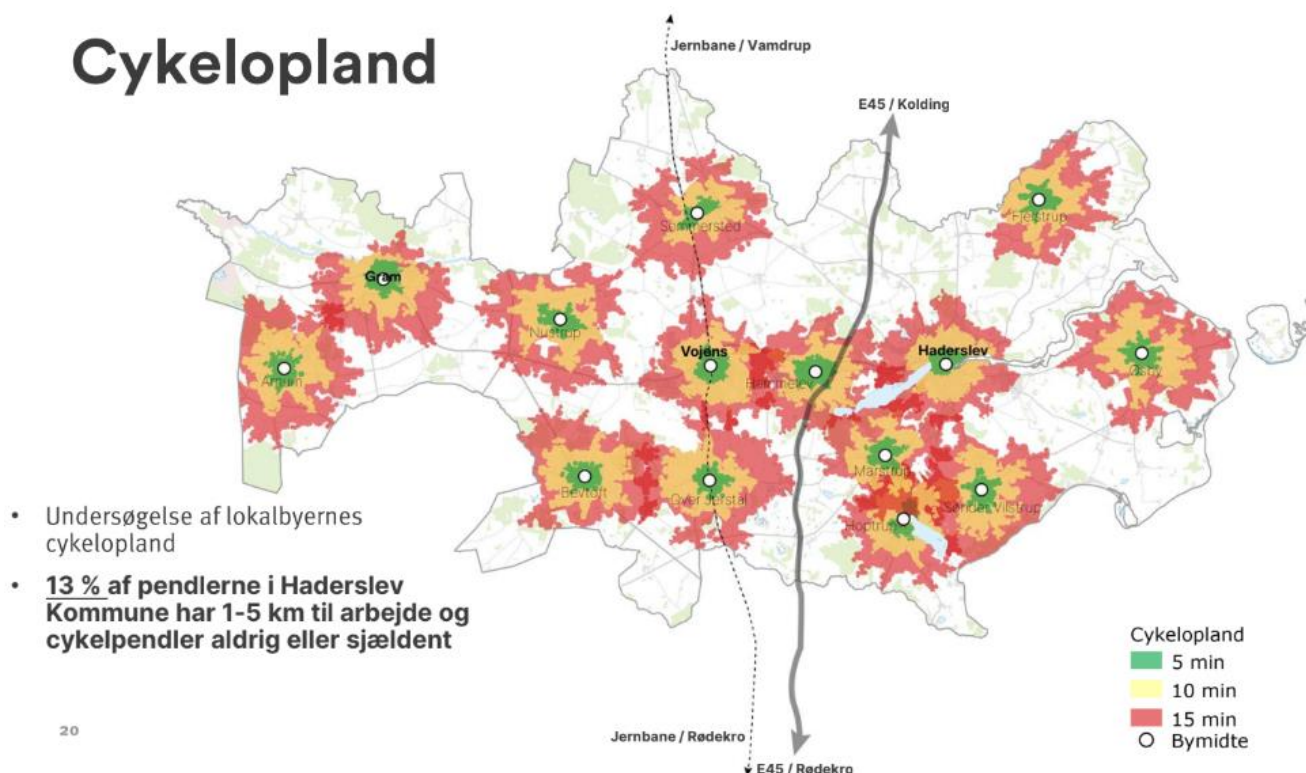 Cykelopland
Jernbane / Vamdrup
E45 / Kolding
Sommersted
Fjelstrup
Gram
Nustrup
Vojens
Hammelev
Haderslev
Øsby
Arrild
Marstrup
Bevtoft
Over Jerstal
Sønder Vilstrup
Hoptrup
• Undersøgelse af lokalbyernes
cykelopland
• 13 % af pendlerne i Haderslev
Kommune har 1-5 km til arbejde og
cykelpendler aldrig eller sjældent
Cykelopland
5 min
10 min
15 min
Bymidte
20
Jernbane / Rødekro
E45 / Rødekro